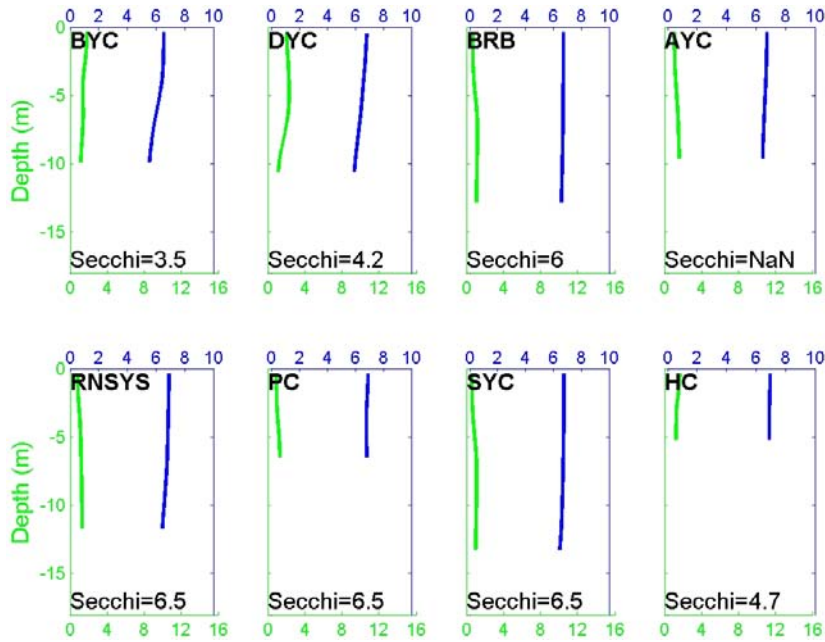 0 2 4 6 8 10
0 2 4 6 8 10
0 2 4 6 8 10
0 2 4 6 8 10
0
BYC
DYC
BRB
AYC
-5
Depth (m)
-10
-15
Secchi=3.5
Secchi=4.2
Secchi=6
Secchi=NaN
0 4 8 12 16
0 4 8 12 16
0 4 8 12 16
0 4 8 12 16
0 2 4 6 8 10
0 2 4 6 8 10
0 2 4 6 8 10
0 2 4 6 8 10
0
RNSYS
PC
SYC
HC
-5
Depth (m)
-10
-15
Secchi=6.5
Secchi=6.5
Secchi=6.5
Secchi=4.7
0 4 8 12 16
0 4 8 12 16
0 4 8 12 16
0 4 8 12 16